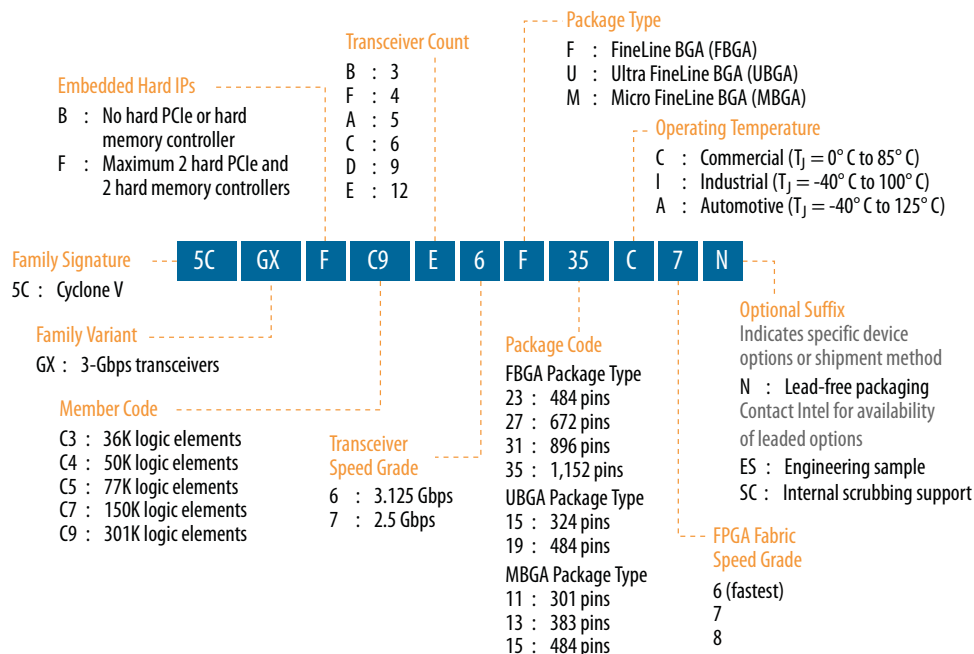 Package Type
F : FineLine BGA (FBGA)
U : Ultra FineLine BGA (UBGA)
M : Micro FineLine BGA (MBGA)
Transceiver Count
B : 3
F : 4
A : 5
C : 6
D : 9
E : 12
Embedded Hard IPs
B : No hard PCIe or hard
memory controller
F : Maximum 2 hard PCIe and
2 hard memory controllers
Operating Temperature
C : Commercial (TJ = 0° C to 85° C)
I : Industrial (TJ = -40° C to 100° C)
A : Automotive (TJ = -40° C to 125° C)
Family Signature
5C : Cyclone V
5C GX F C9 E 6 F 35 C 7 N
Family Variant
GX : 3-Gbps transceivers
Member Code
C3 : 36K logic elements
C4 : 50K logic elements
C5 : 77K logic elements
C7 : 150K logic elements
C9 : 301K logic elements
Transceiver
Speed Grade
6 : 3.125 Gbps
7 : 2.5 Gbps
Package Code
FBGA Package Type
23 : 484 pins
27 : 672 pins
31 : 896 pins
35 : 1,152 pins
UBGA Package Type
15 : 324 pins
19 : 484 pins
MBGA Package Type
11 : 301 pins
13 : 383 pins
15 : 484 pins
Optional Suffix
Indicates specific device
options or shipment method
N : Lead-free packaging
Contact Intel for availability
of leaded options
ES : Engineering sample
SC : Internal scrubbing support
FPGA Fabric
Speed Grade
6 (fastest)
7
8